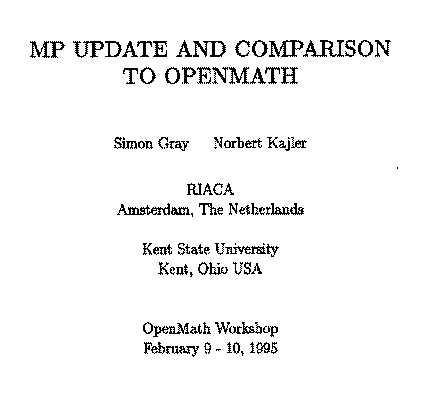 MP UPDATE AND COMPARISON
TO OPENMATH
Simon Gray Norbert Kajler
RIACA
Amsterdam, The Netherlands
Kent State University
Kent, Ohio USA
OpenMath Workshop
February 9 - 10, 1995